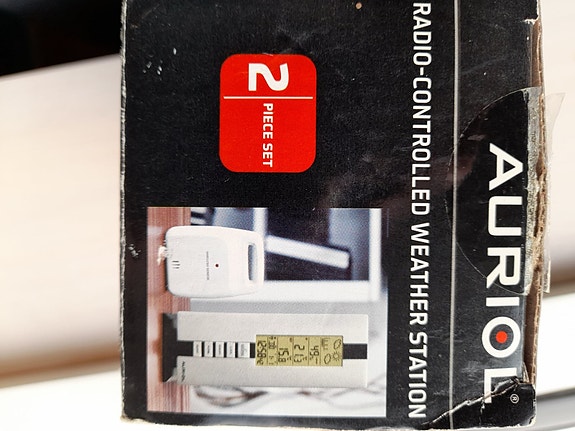 AURIOL®
RADIO-CONTROLLED WEATHER STATION
2
PIECE SET